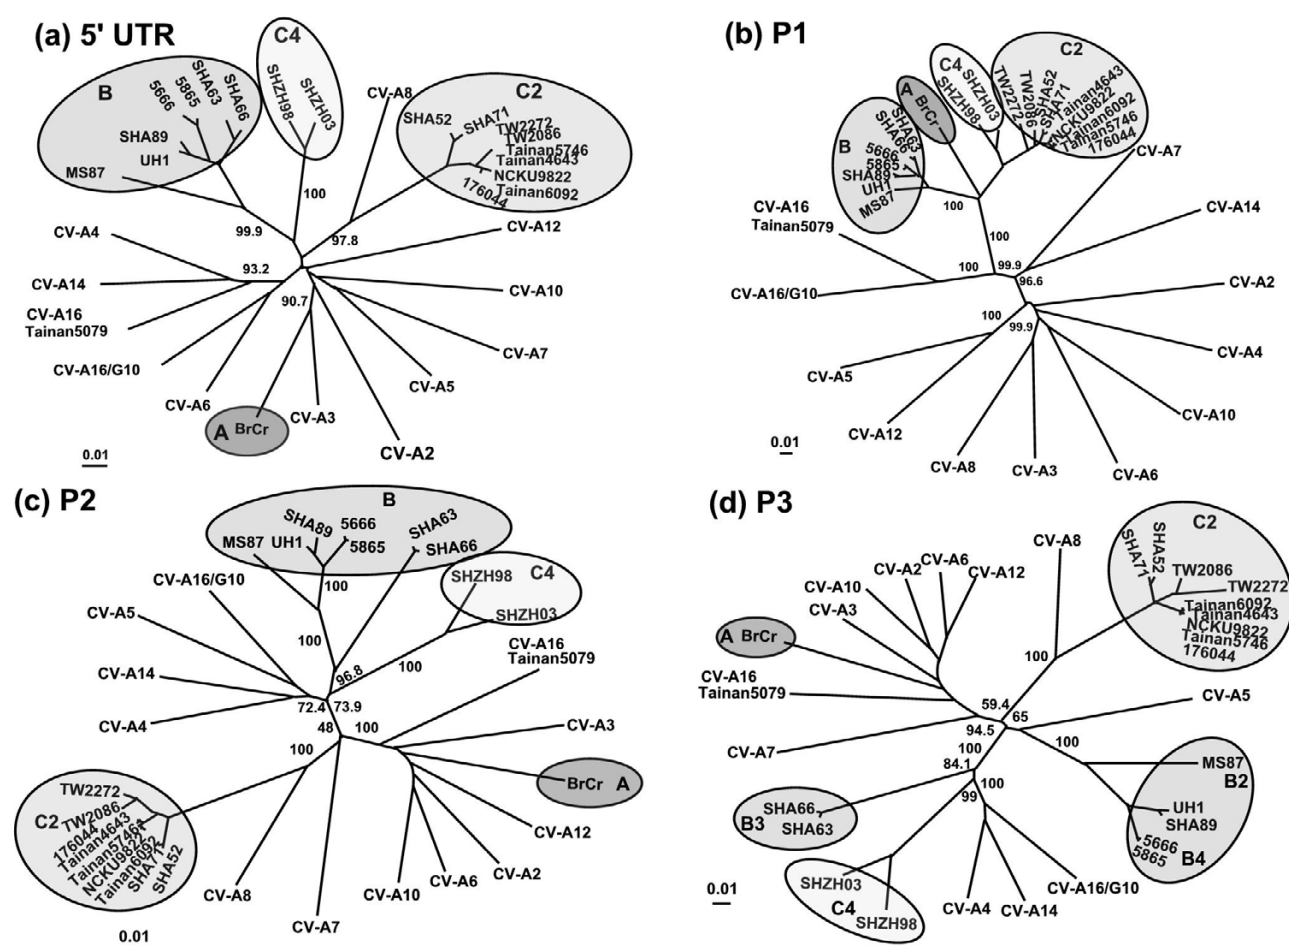 (a) 5' UTR
C4
B
SHA63
5865
5666
SHA66
SHZH98
SHZH03
CV-A8
C2
SHA52
SHA71
TW2272
TW2086
Tainan5746
Tainan4643
NCKU9822
Tainan6092
176044
SHA89
UH1
MS87
100
99.9
97.8
CV-A12
CV-A4
93.2
CV-A14
90.7
CV-A10
CV-A16
Tainan5079
CV-A7
CV-A16/G10
CV-A5
CV-A6
CV-A3
A BrCr
CV-A2
0.01
(b) P1
C2
C4
A
BrCr
SHZH98
SHZH03
TW2272
TW2086
SHA52
SHA71
Tainan4643
NCKU9822
Tainan6092
Tainan5746
176044
B
SHA63
SHA66
5666
5865
SHA89
UH1
MS87
CV-A7
100
CV-A16
Tainan5079
CV-A14
100
100
99.9
96.6
CV-A2
CV-A16/G10
100
99.9
CV-A4
CV-A5
CV-A10
CV-A12
CV-A8
CV-A3
CV-A6
0.01
(c) P2
B
SHA89
5666
SHA63
MS87
UH1
5865
SHA66
C4
SHZH98
SHZH03
100
CV-A16/G10
CV-A5
100
CV-A16
Tainan5079
96.8
100
CV-A14
72.4
73.9
CV-A4
48
100
CV-A3
100
BrCr A
TW2272
C2
TW2086
176044
Tainan4643
Tainan5746
NCKU9822
Tainan6092
SHA71
SHA52
CV-A12
CV-A2
CV-A6
CV-A10
CV-A8
CV-A7
0.01
(d) P3
C2
CV-A8
SHA52
SHA71
TW2086
TW2272
Tainan6092
Tainan4643
NCKU9822
Tainan5746
176044
CV-A6
CV-A2
CV-A12
CV-A10
CV-A3
A BrCr
100
CV-A16
Tainan5079
CV-A5
59.4
65
94.5
CV-A7
100
100
84.1
MS87
B2
99
100
SHA66
B3
SHA63
UH1
SHA89
5666
5865
B4
SHZH03
C4
SHZH98
CV-A16/G10
CV-A4
CV-A14
0.01